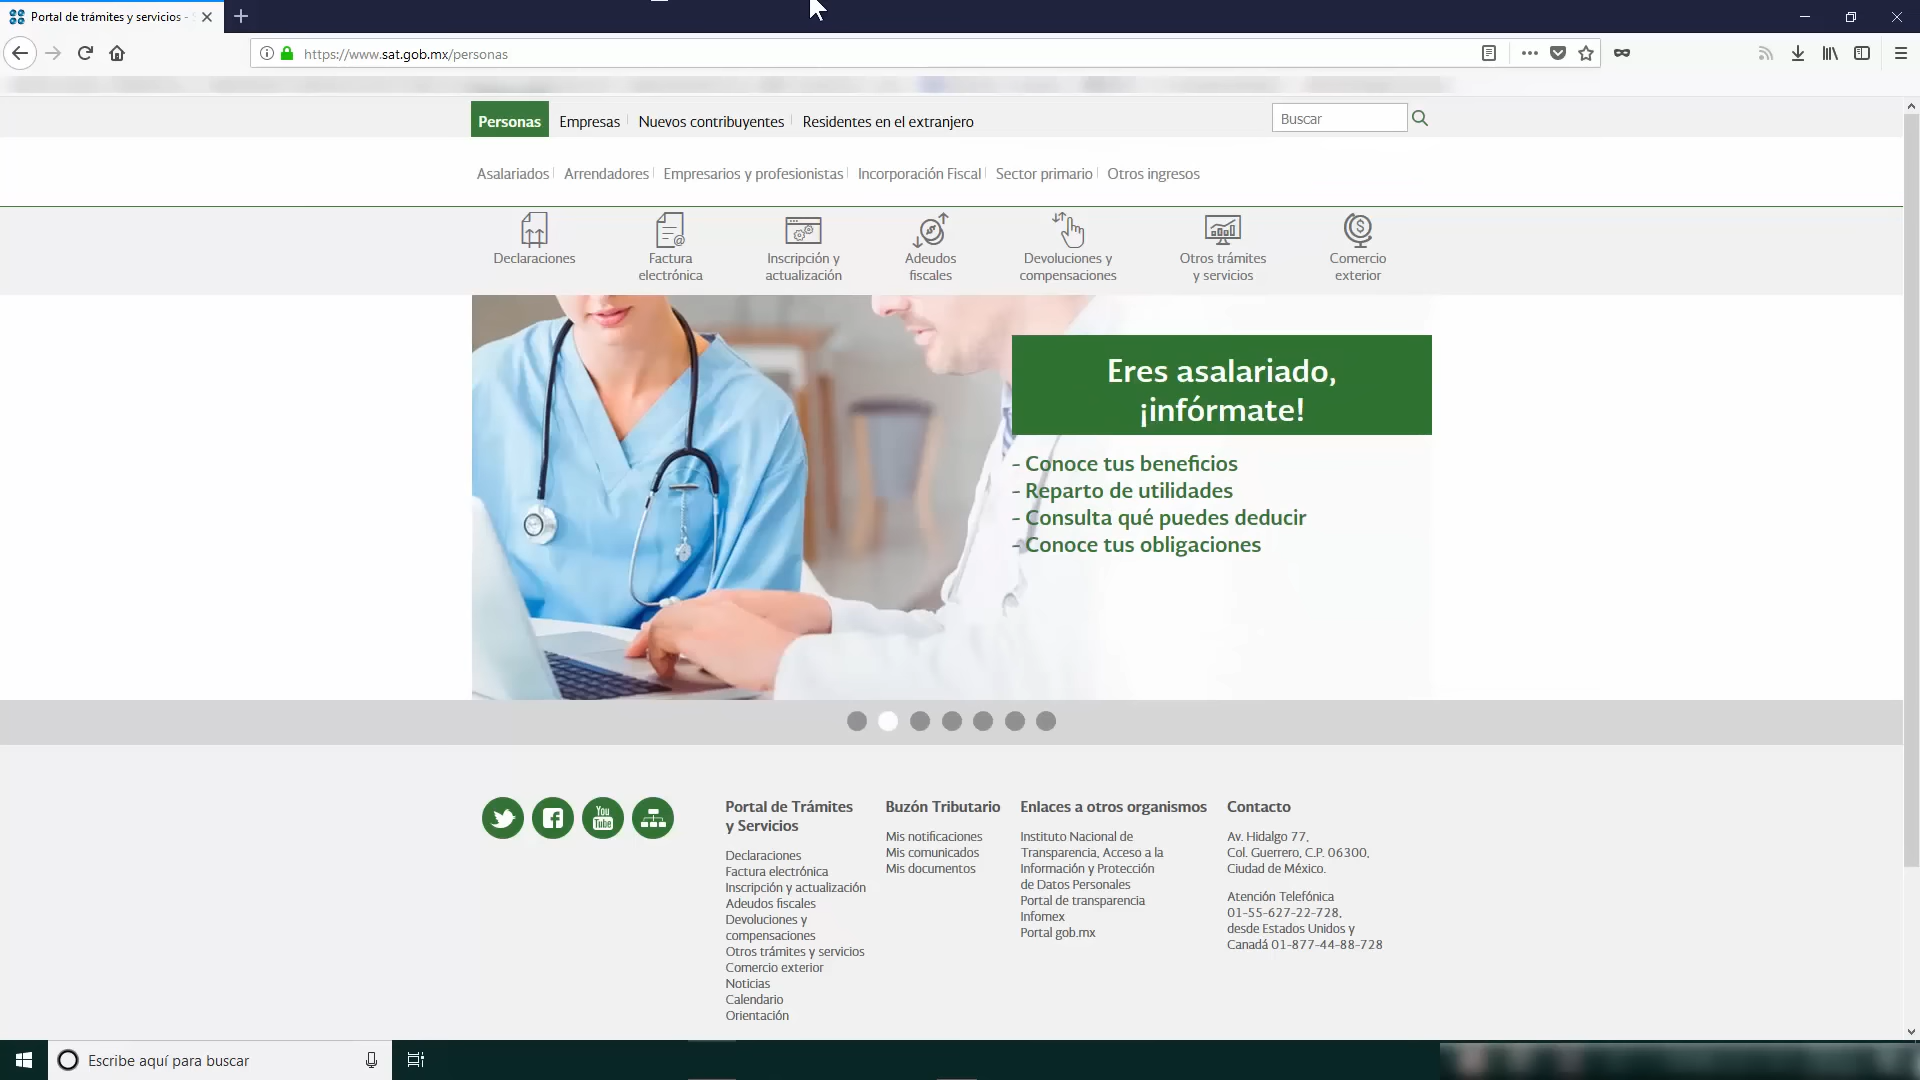 Portal de trámites y servicios -
https://www.sat.gob.mx/personas
Personas
Empresas
Nuevos contribuyentes
Residentes en el extranjero
Buscar
Asalariados
Arrendadores
Empresarios y profesionistas
Incorporación Fiscal
Sector primario
Otros ingresos
Declaraciones
Factura
electrónica
Inscripción y
actualización
Adeudos
fiscales
Devoluciones y
compensaciones
Otros trámites
y servicios
Comercio
exterior
Eres asalariado,
¡infórmate!
- Conoce tus beneficios
- Reparto de utilidades
- Consulta qué puedes deducir
- Conoce tus obligaciones
You
Tube
Portal de Trámites
y Servicios
Declaraciones
Factura electrónica
Inscripción y actualización
Adeudos fiscales
Devoluciones y
compensaciones
Otros trámites y servicios
Comercio exterior
Noticias
Calendario
Orientación
Buzón Tributario
Mis notificaciones
Mis comunicados
Mis documentos
Enlaces a otros organismos
Instituto Nacional de
Transparencia, Acceso a la
Información y Protección
de Datos Personales
Portal de transparencia
Infomex
Portal gob.mx
Contacto
Av. Hidalgo 77,
Col. Guerrero, C.P. 06300,
Ciudad de México.
Atención Telefónica
01-55-627-22-728,
desde Estados Unidos y
Canadá 01-877-44-88-728
Escribe aquí para buscar